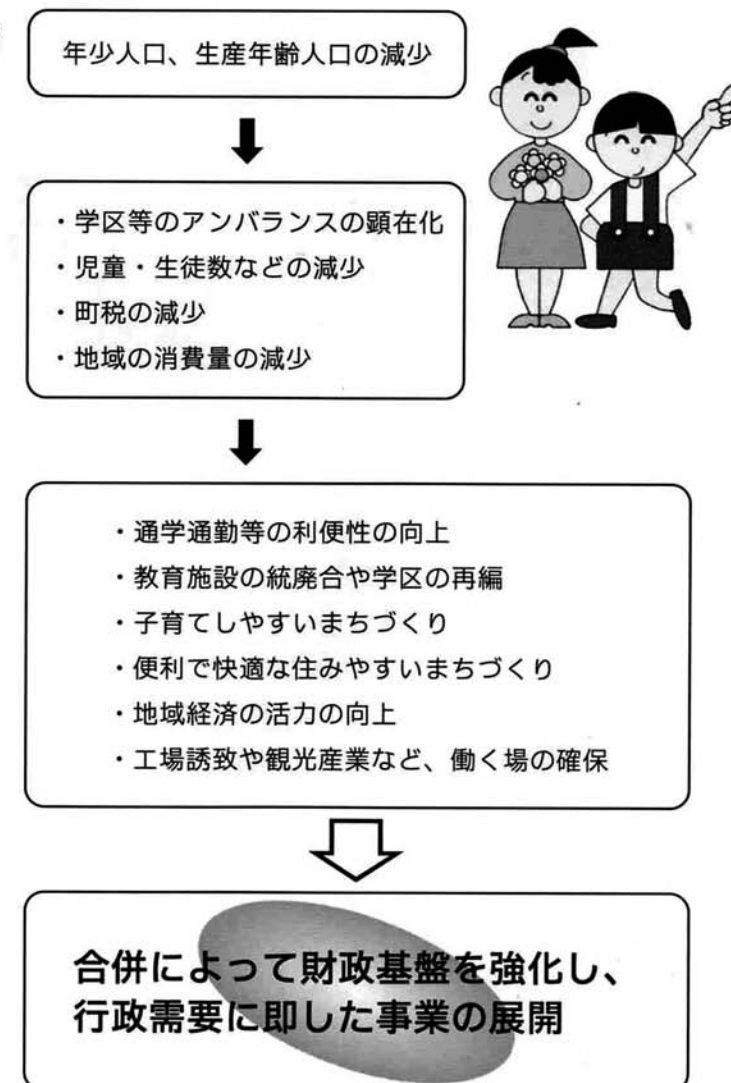 年少人口、生産年齢人口の減少
・学区等のアンバランスの顕在化
・児童・生徒数などの減少
・町税の減少
・地域の消費量の減少
・通学通勤等の利便性の向上
・教育施設の統廃合や学区の再編
・子育てしやすいまちづくり
・便利で快適な住みやすいまちづくり
・地域経済の活力の向上
・工場誘致や観光産業など、働く場の確保
合併によって財政基盤を強化し、
行政需要に即した事業の展開